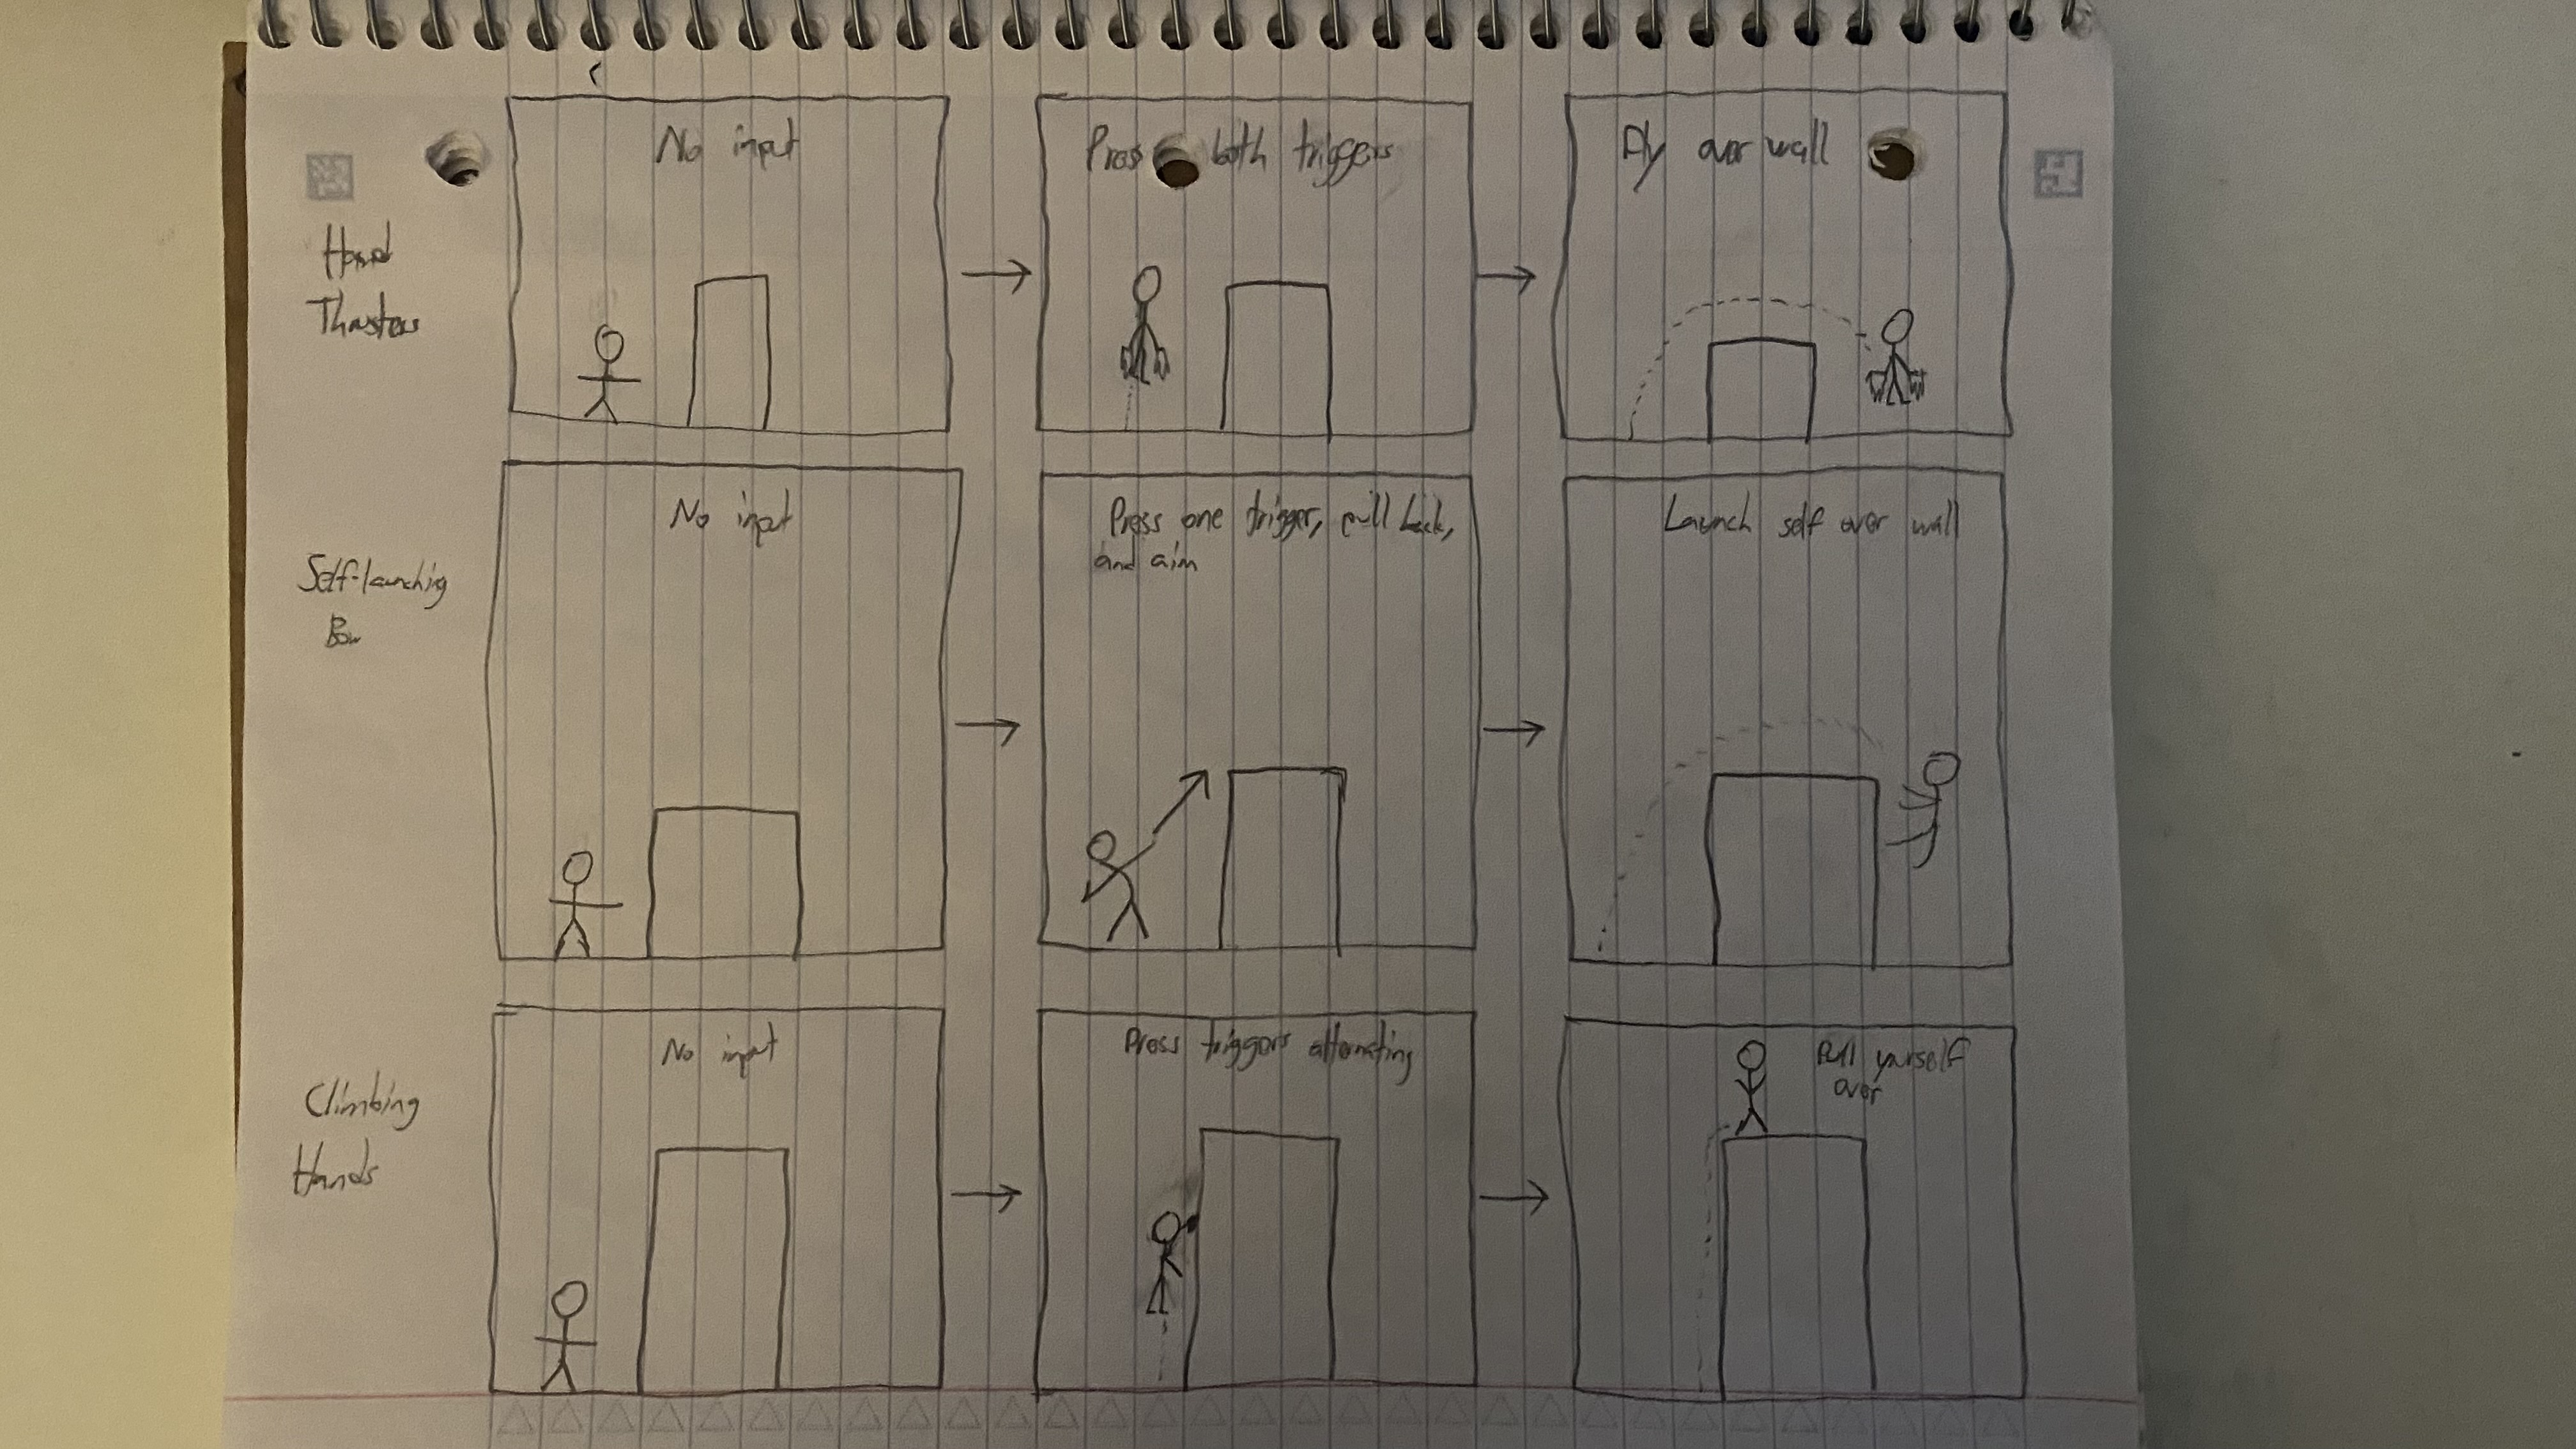 Hand
Thrusters
No input
Press both triggers
Fly over wall
Self-launching
Bow
No input
Press one trigger, pull back,
and aim
Launch self over wall
Climbing
Hands
No input
Press triggers alternating
Pull yourself
over